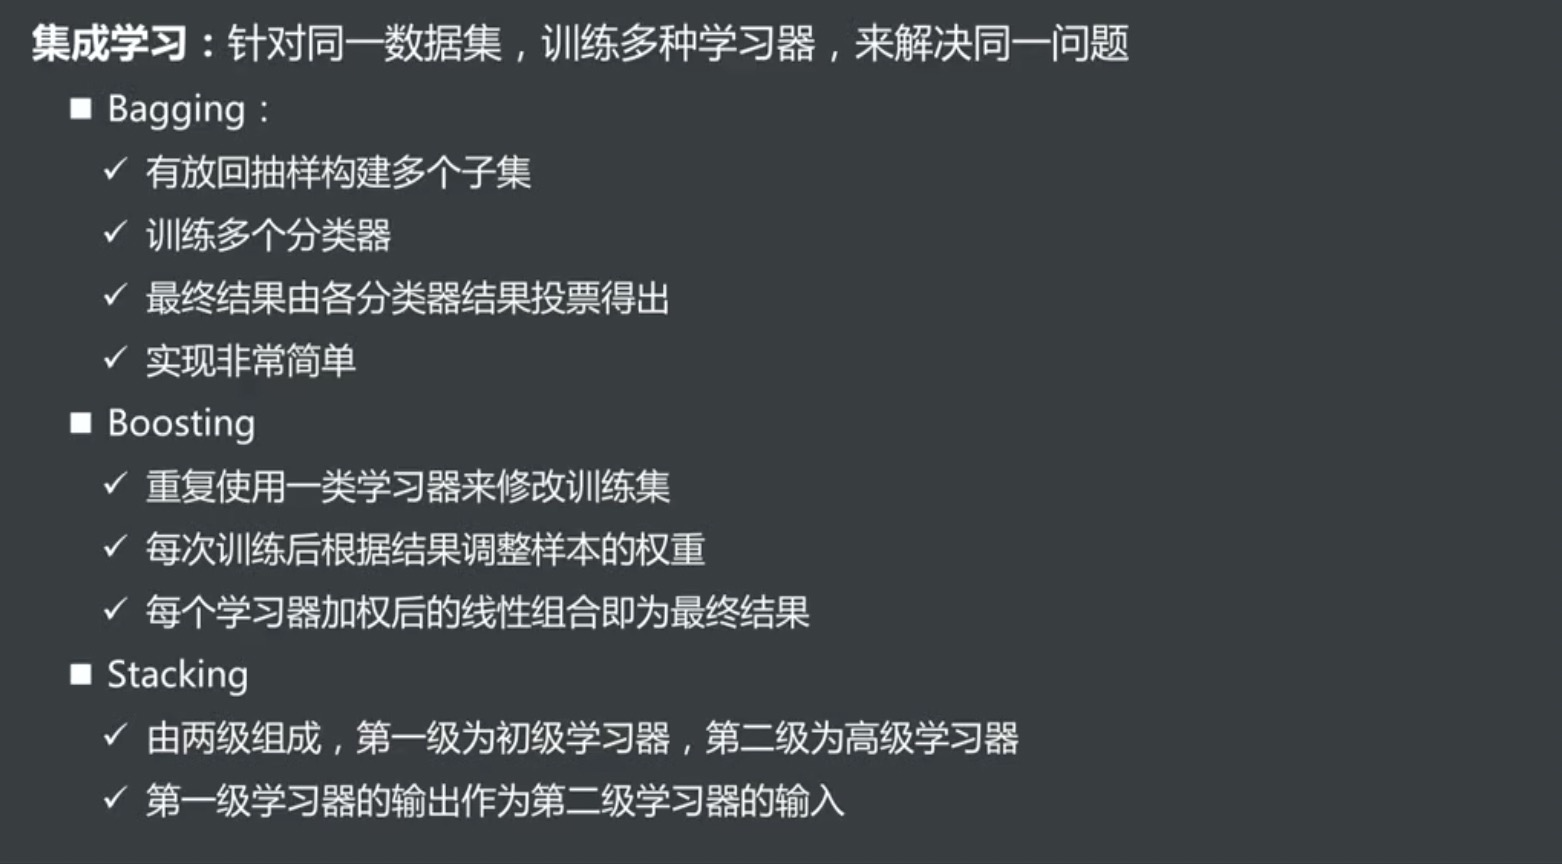 集成学习：针对同一数据集，训练多种学习器，来解决同一问题
■ Bagging：
✓ 有放回抽样构建多个子集
✓ 训练多个分类器
✓ 最终结果由各分类器结果投票得出
✓ 实现非常简单
■ Boosting
✓ 重复使用一类学习器来修改训练集
✓ 每次训练后根据结果调整样本的权重
✓ 每个学习器加权后的线性组合即为最终结果
■ Stacking
✓ 由两级组成，第一级为初级学习器，第二级为高级学习器
✓ 第一级学习器的输出作为第二级学习器的输入